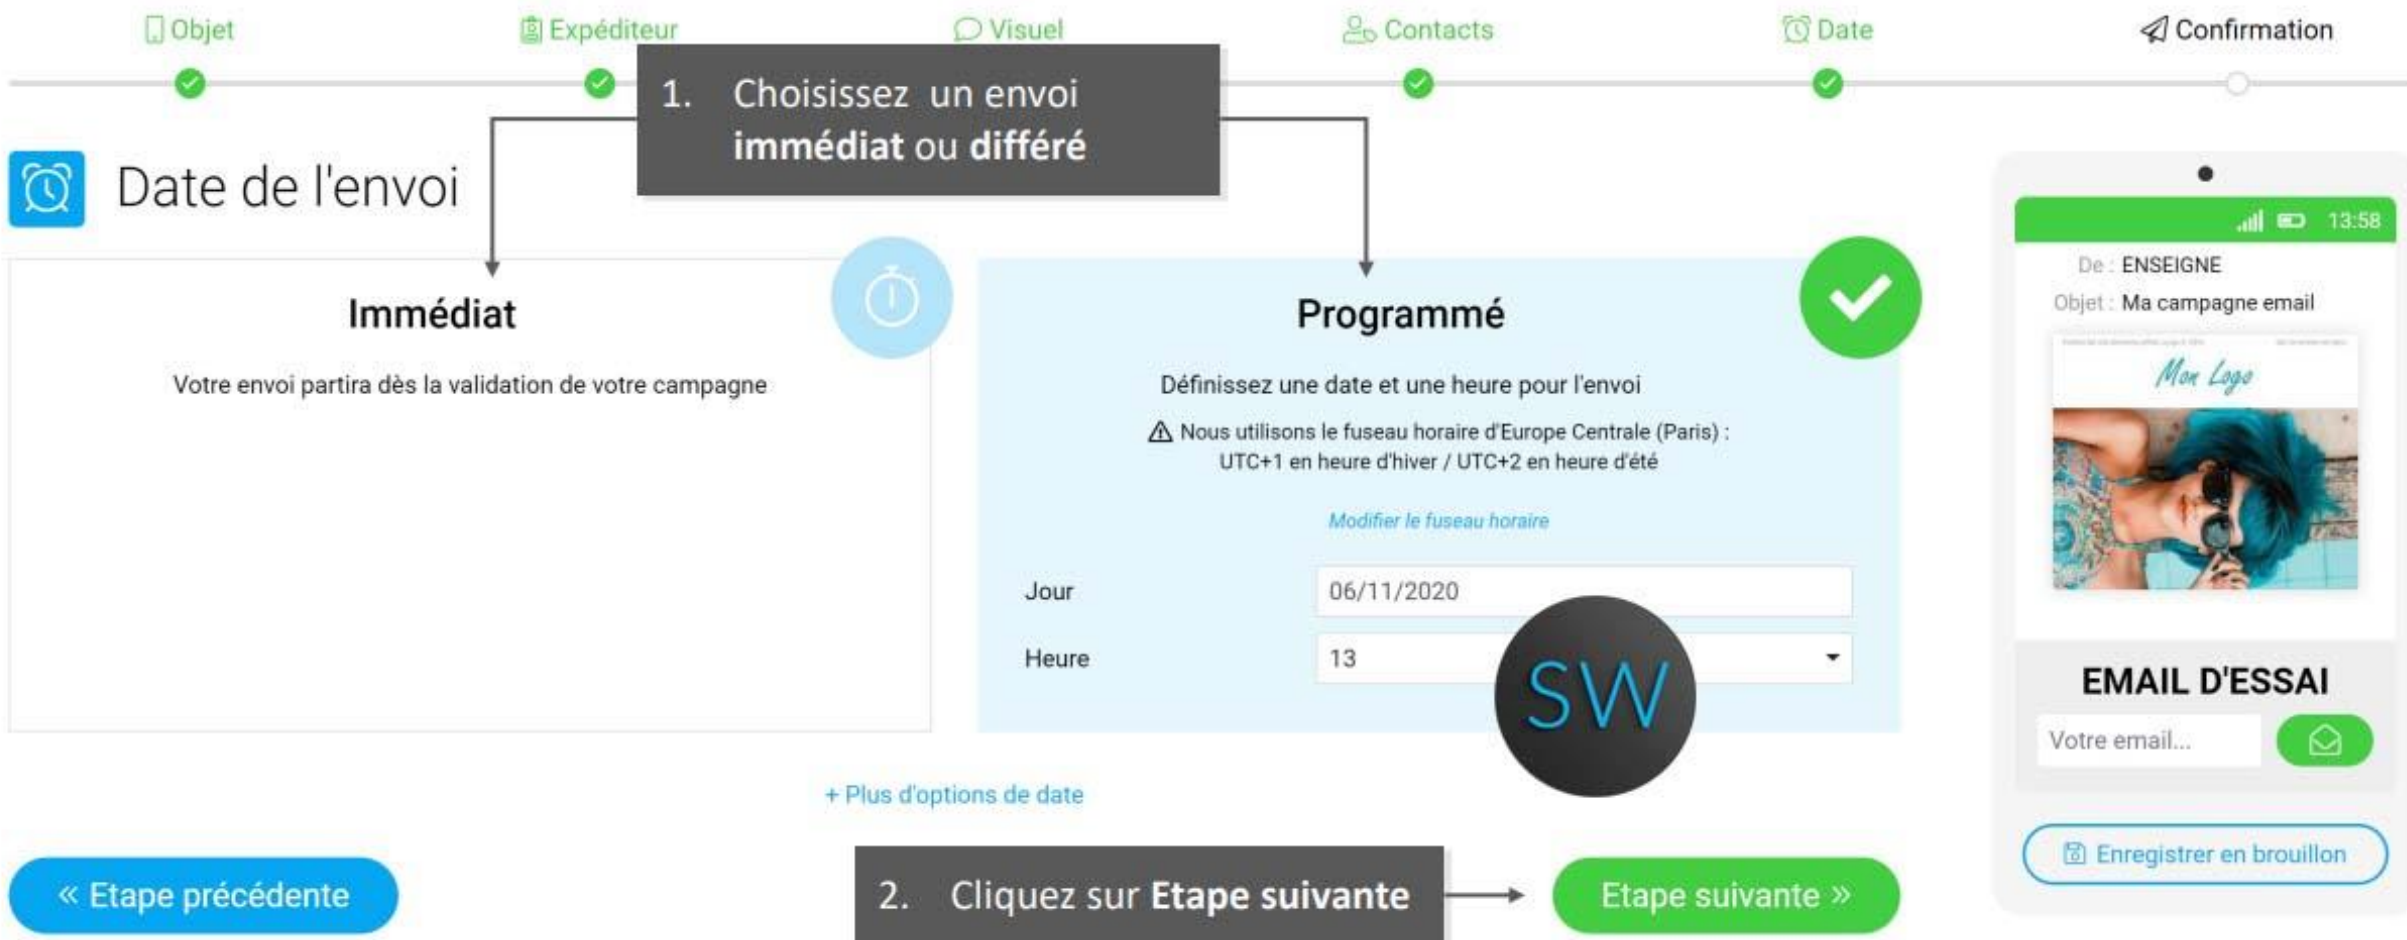 Objet
Expéditeur
Visuel
Contacts
Date
Confirmation
1. Choisissez un envoi
immédiat ou différé
Date de l'envoi
Immédiat
Votre envoi partira dès la validation de votre campagne
Programmé
Définissez une date et une heure pour l'envoi
Nous utilisons le fuseau horaire d'Europe Centrale (Paris) :
UTC+1 en heure d'hiver / UTC+2 en heure d'été
Modifier le fuseau horaire
Jour
06/11/2020
Heure
13
SW
+ Plus d'options de date
« Etape précédente
2. Cliquez sur Etape suivante
Etape suivante »
13:58
De : ENSEIGNE
Objet : Ma campagne email
Mon Logo
EMAIL D'ESSAI
Votre email...
Enregistrer en brouillon